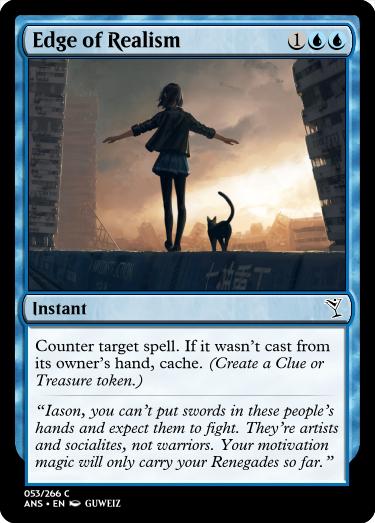 Edge of Realism 1
Instant
Counter target spell. If it wasn't cast from
its owner's hand, cache. (Create a Clue or
Treasure token.)
“Iason, you can't put swords in these people's
hands and expect them to fight. They're artists
and socialites, not warriors. Your motivation
magic will only carry your Renegades so far.”
053/266 C
ANS • EN GUWEIZ